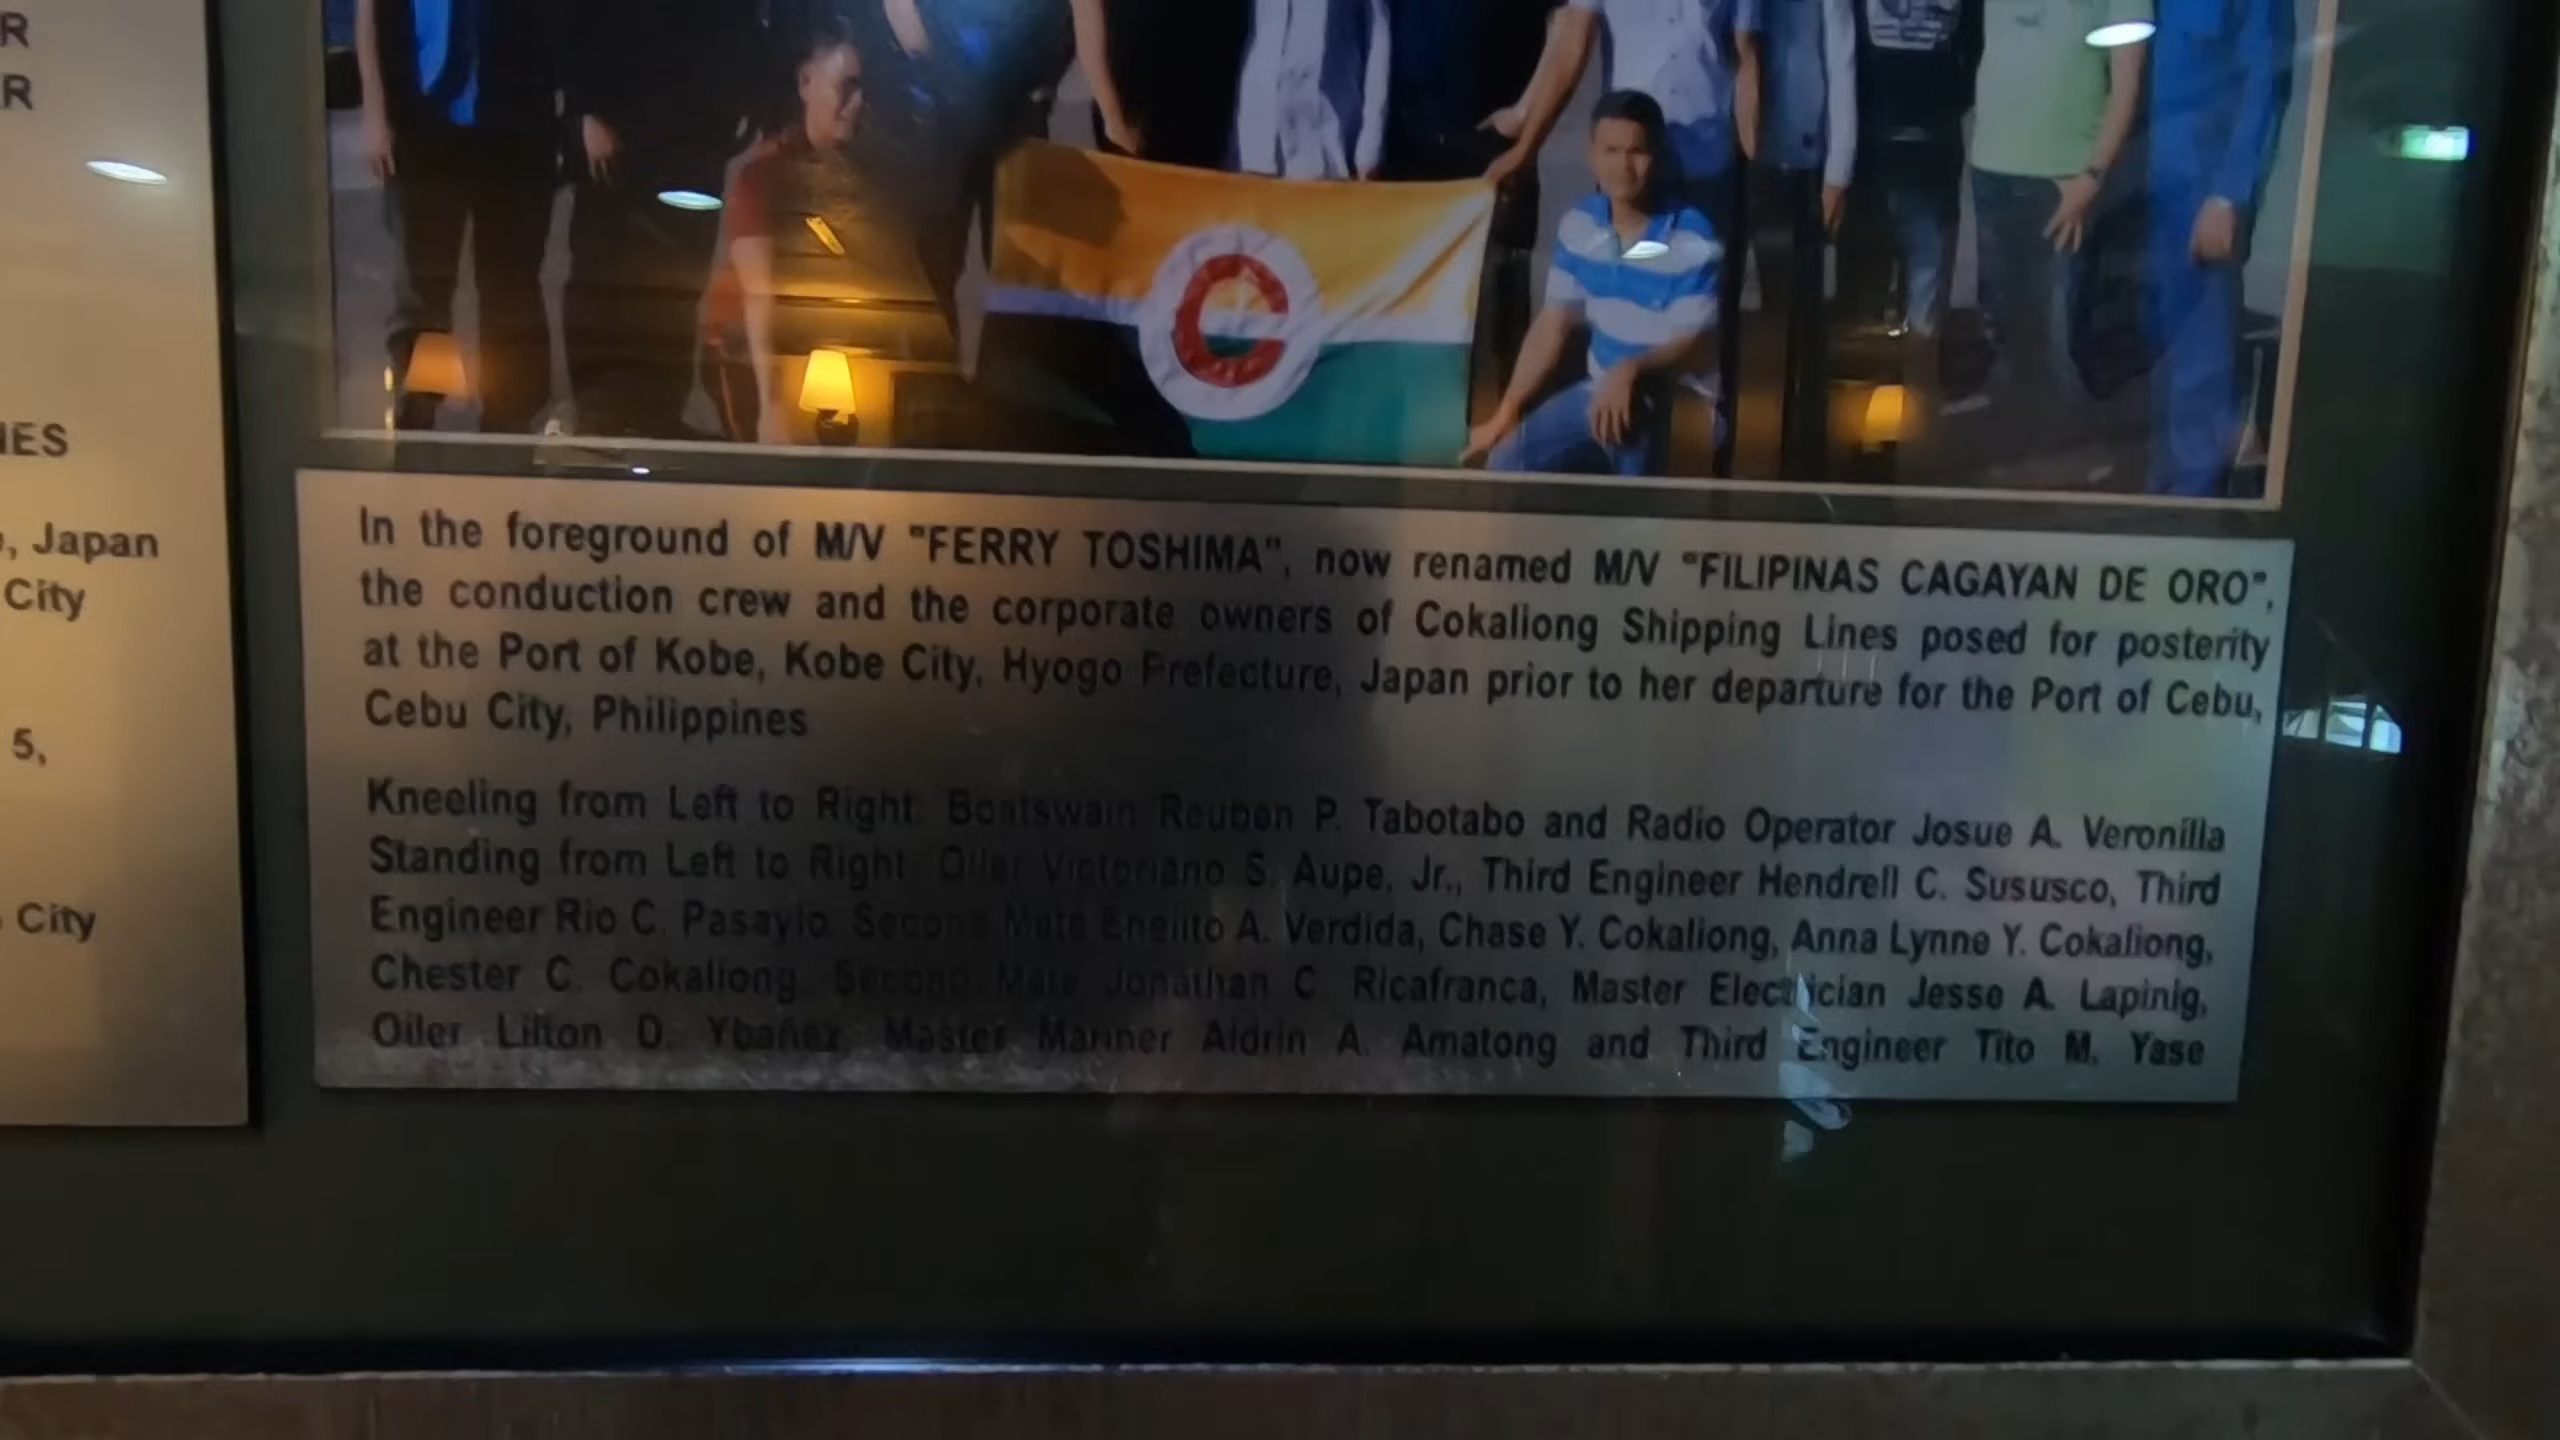 R
R
IES
, Japan
City
5,
City
C
In the foreground of M/V "FERRY TOSHIMA", now renamed M/V "FILIPINAS CAGAYAN DE ORO",
the conduction crew and the corporate owners of Cokaliong Shipping Lines posed for posterity
at the Port of Kobe, Kobe City, Hyogo Prefecture, Japan prior to her departure for the Port of Cebu,
Cebu City, Philippines
Kneeling from Left to Right: Boatswain Reuben P. Tabotabo and Radio Operator Josue A. Veronilla
Standing from Left to Right: Oiler Victoriano S. Aupe, Jr., Third Engineer Hendrell C. Sususco, Third
Engineer Rio C. Pasaylo, Second Mate Enelito A. Verdida, Chase Y. Cokaliong, Anna Lynne Y. Cokaliong,
Chester C. Cokaliong, Second Mate Jonathan C. Ricafranca, Master Electrician Jesse A. Lapinig,
Oiler Lilton D. Ybañez, Master Mariner Aldrin A. Amatong and Third Engineer Tito M. Yase